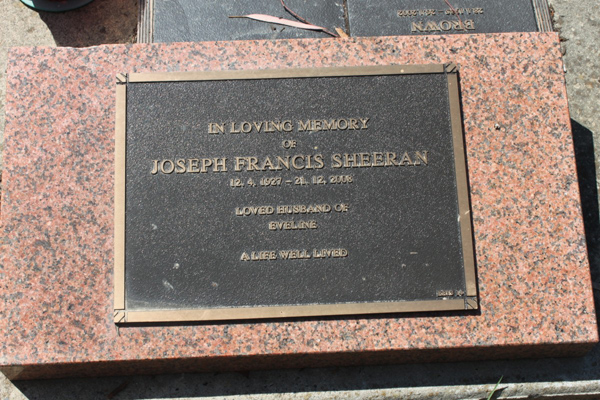 IN LOVING MEMORY
OF
JOSEPH FRANCIS SHEERAN
12. 4. 1927 – 21. 12. 2008
LOVED HUSBAND OF
EVELINE
A LIFE WELL LIVED
BROWN